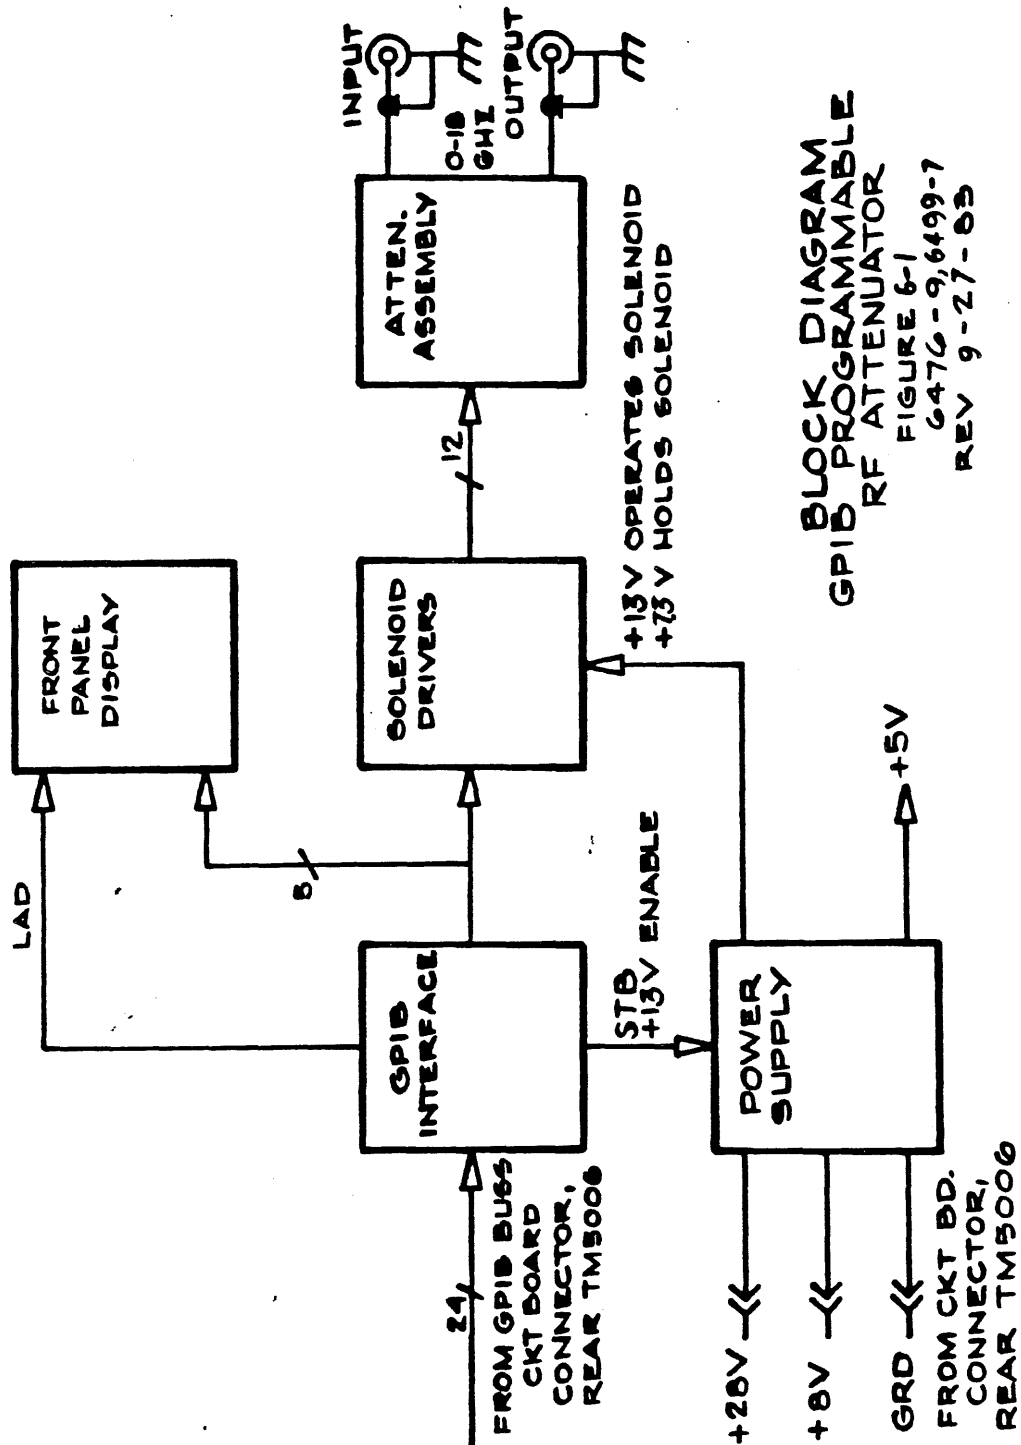 LAD
FRONT
PANEL
DISPLAY
8
24
FROM GPIB BUSS
CKT BOARD
CONNECTOR,
REAR TM5006
GPIB
INTERFACE
SOLENOID
DRIVERS
12
ATTEN.
ASSEMBLY
INPUT
0-18
GHZ
OUTPUT
STB
+13V ENABLE
+13V OPERATES SOLENOID
+7.3V HOLDS SOLENOID
+28V
+8V
GRD
FROM CKT BD.
CONNECTOR,
REAR TM5006
POWER
SUPPLY
+5V
BLOCK DIAGRAM
GPIB PROGRAMMABLE
RF ATTENUATOR
FIGURE 6-1
6476-9,6499-7
REV 9-27-83